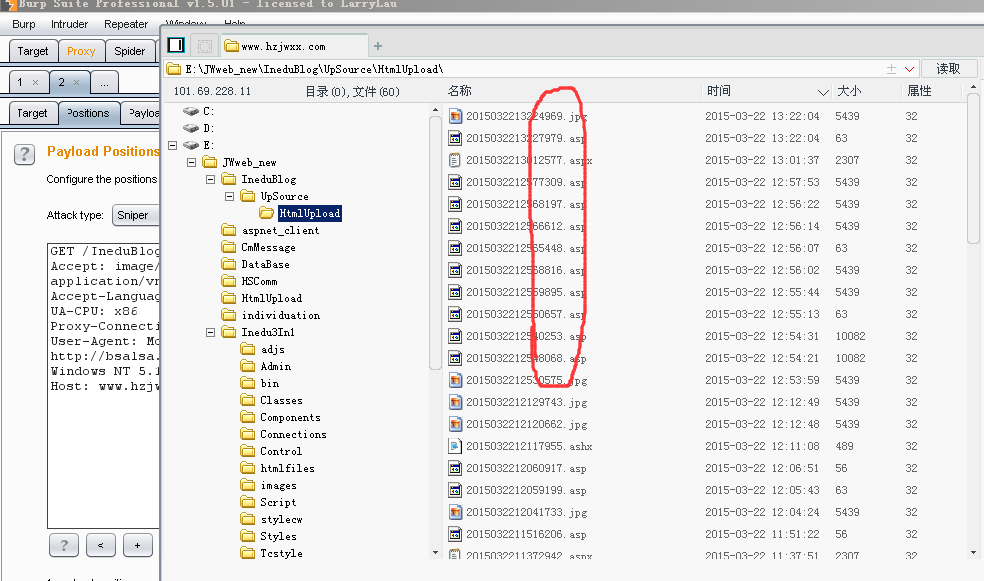 Burp Suite Professional v1.5.01 - licensed to LarryLau
Burp Intruder Repeater Window Help
Target Proxy Spider
1 × 2 × ...
Target Positions Payloa
Payload Positions
Configure the positions
Attack type: Sniper
GET /IneduBlog
Accept: image/
application/vn
Accept-Languag
UA-CPU: x86
Proxy-Connecti
User-Agent: Mo
http://bsalsa.
Windows NT 5.1
Host: www.hzjw
? < +
www.hzjwxx.com +
E:\JWweb_new\IneduBlog\UpSource\HtmlUpload\ 读取
101.69.228.11 目录(0),文件(60)
C:
D:
E:
JWweb_new
IneduBlog
UpSource
HtmlUpload
aspnet_client
CmMessage
DataBase
HSComm
HtmlUpload
individuation
Inedu3In1
adjs
Admin
bin
Classes
Components
Connections
Control
htmlfiles
images
Script
stylecw
Styles
Tcstyle
名称 时间 大小 属性
2015032213224969.jpg 2015-03-22 13:22:04 5439 32
2015032213227979.asp 2015-03-22 13:22:04 63 32
2015032213012577.aspx 2015-03-22 13:01:37 2307 32
2015032212577309.asp 2015-03-22 12:57:53 5439 32
2015032212568197.asp 2015-03-22 12:56:22 5439 32
2015032212566612.asp 2015-03-22 12:56:14 5439 32
2015032212565448.asp 2015-03-22 12:56:07 63 32
2015032212568816.asp 2015-03-22 12:56:02 5439 32
2015032212559895.asp 2015-03-22 12:55:44 5439 32
2015032212550657.asp 2015-03-22 12:55:13 63 32
2015032212540253.asp 2015-03-22 12:54:31 10082 32
2015032212548068.asp 2015-03-22 12:54:21 10082 32
2015032212530575.jpg 2015-03-22 12:53:59 5439 32
2015032212129743.jpg 2015-03-22 12:12:49 5439 32
2015032212120662.jpg 2015-03-22 12:12:48 5439 32
2015032212117955.ashx 2015-03-22 12:11:08 489 32
2015032212060917.asp 2015-03-22 12:06:51 56 32
2015032212059199.asp 2015-03-22 12:05:43 63 32
2015032212041733.jpg 2015-03-22 12:04:24 5439 32
2015032211516206.asp 2015-03-22 11:51:22 56 32
2015032211372942.aspx 2015-03-22 11:37:51 2307 32